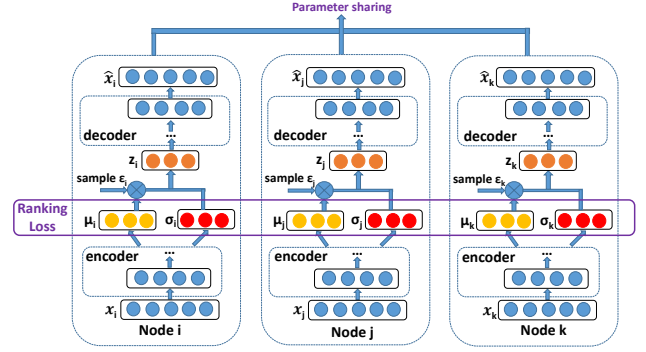 Parameter sharing
x̂ᵢ
x̂ⱼ
x̂ₖ
decoder
...
decoder
...
decoder
...
zᵢ
zⱼ
zₖ
sample εᵢ
sample εⱼ
sample εₖ
Ranking
Loss
μᵢ
σᵢ
μⱼ
σⱼ
μₖ
σₖ
encoder
...
encoder
...
encoder
...
xᵢ
xⱼ
xₖ
Node i
Node j
Node k